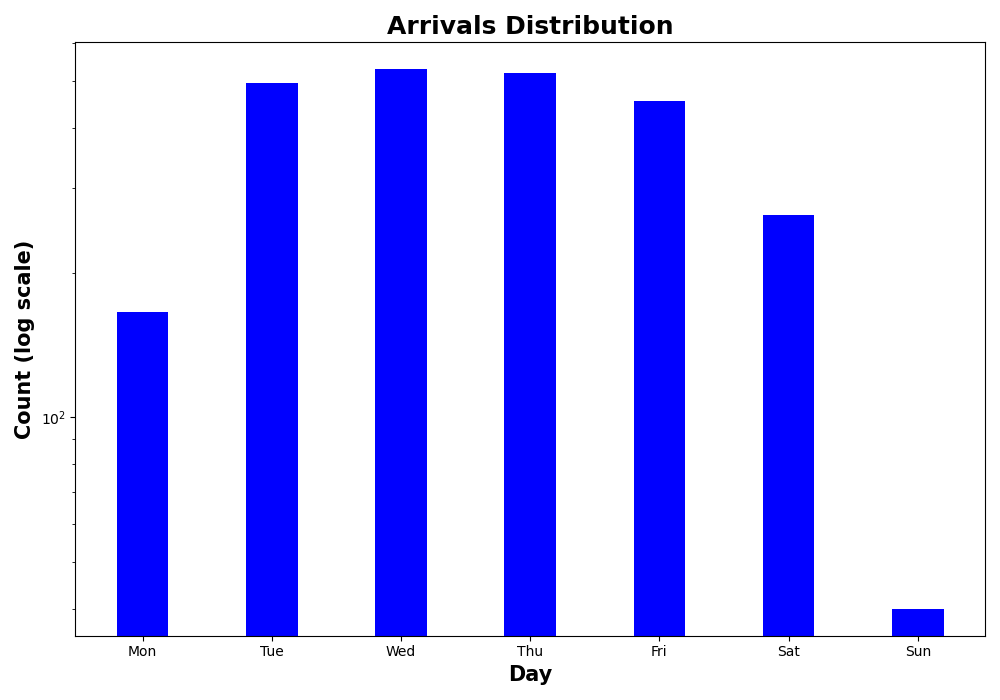 Arrivals Distribution
Count (log scale)
10²
Mon Tue Wed Thu Fri Sat Sun
Day